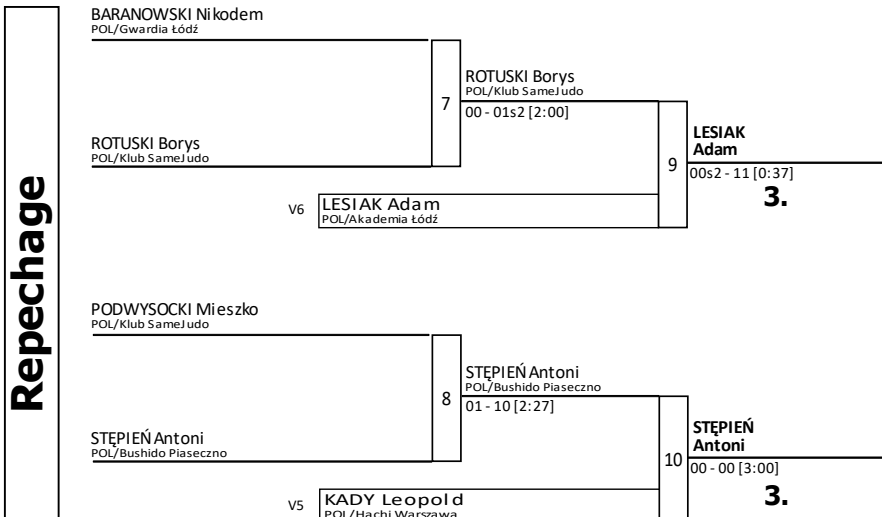 Repechage
BARANOWSKI Nikodem
POL/Gwardia Łódź
ROTUSKI Borys
POL/Klub SameJudo
7
ROTUSKI Borys
POL/Klub SameJudo
00 - 01s2 [2:00]
V6
LESIAK Adam
POL/Akademia Łódź
9
LESIAK
Adam
00s2 - 11 [0:37]
3.
PODWYSOCKI Mieszko
POL/Klub SameJudo
STĘPIEŃ Antoni
POL/Bushido Piaseczno
8
STĘPIEŃ Antoni
POL/Bushido Piaseczno
01 - 10 [2:27]
V5
KADY Leopold
POL/Hachi Warszawa
10
STĘPIEŃ
Antoni
00 - 00 [3:00]
3.